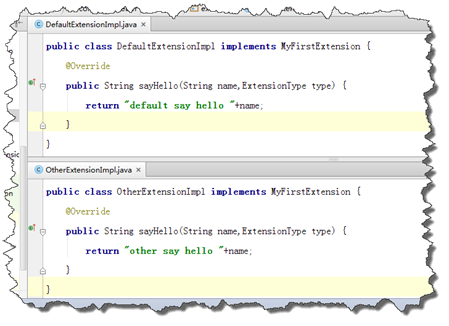 DefaultExtensionImpl.java ×
public class DefaultExtensionImpl implements MyFirstExtension {
@Override
public String sayHello(String name,ExtensionType type) {
return "default say hello "+name;
}
}
OtherExtensionImpl.java ×
public class OtherExtensionImpl implements MyFirstExtension {
@Override
public String sayHello(String name,ExtensionType type) {
return "other say hello "+name;
}
}